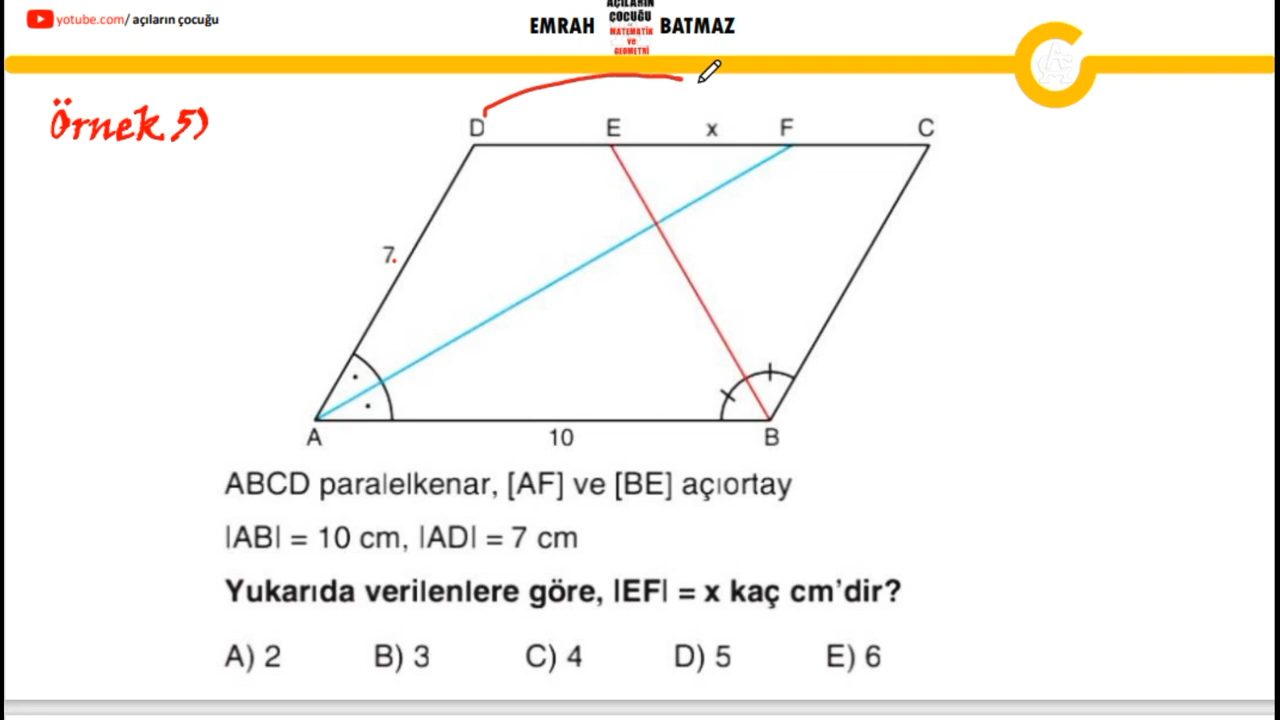 yotube.com/ açıların çocuğu
EMRAH
AÇILARIN
ÇOCUĞU
MATEMATİK
ve
GEOMETRİ
BATMAZ
Örnek 5)
D E x F C
7.
A 10 B
ABCD paralelkenar, [AF] ve [BE] açıortay
|AB| = 10 cm, |AD| = 7 cm
Yukarıda verilenlere göre, |EF| = x kaç cm'dir?
A) 2 B) 3 C) 4 D) 5 E) 6